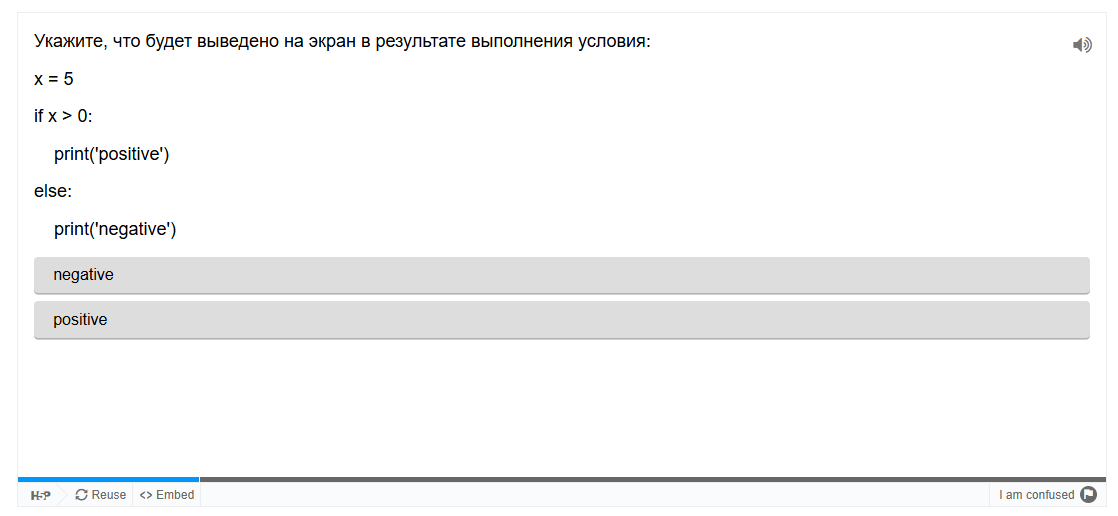 Укажите, что будет выведено на экран в результате выполнения условия:
x = 5
if x > 0:
print('positive')
else:
print('negative')
negative
positive
H5P
Reuse
<> Embed
I am confused